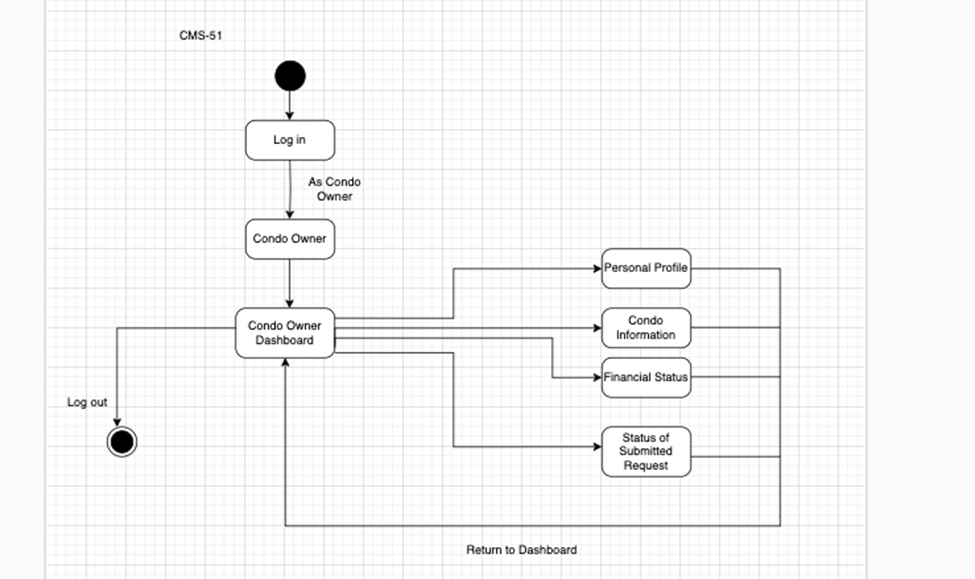 CMS-51
Log in
As Condo
Owner
Condo Owner
Condo Owner
Dashboard
Personal Profile
Condo
Information
Financial Status
Status of
Submitted
Request
Log out
Return to Dashboard